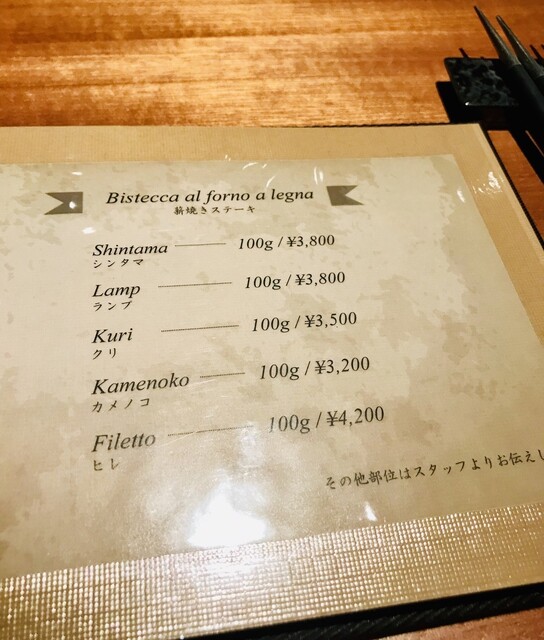 Bistecca al forno a legna
薪焼きステーキ
Shintama 100g / ¥3,800
シンタマ
Lamp 100g / ¥3,800
ランプ
Kuri 100g / ¥3,500
クリ
Kamenoko 100g / ¥3,200
カメノコ
Filetto 100g / ¥4,200
ヒレ
その他部位はスタッフよりお伝えし